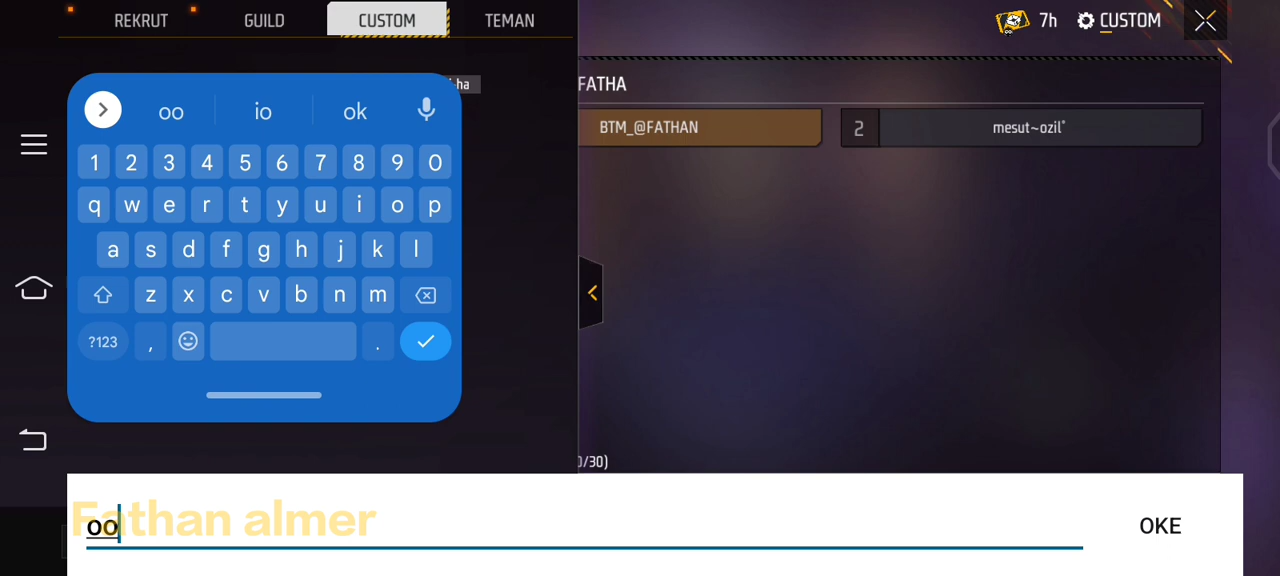 REKRUT GUILD CUSTOM TEMAN 7h CUSTOM
ha FATHA
BTM_@FATHAN 2 mesut~ozil°
oo io ok
1 2 3 4 5 6 7 8 9 0
q w e r t y u i o p
a s d f g h j k l
z x c v b n m
?123 , .
/30)
Fathan almer
oo OKE